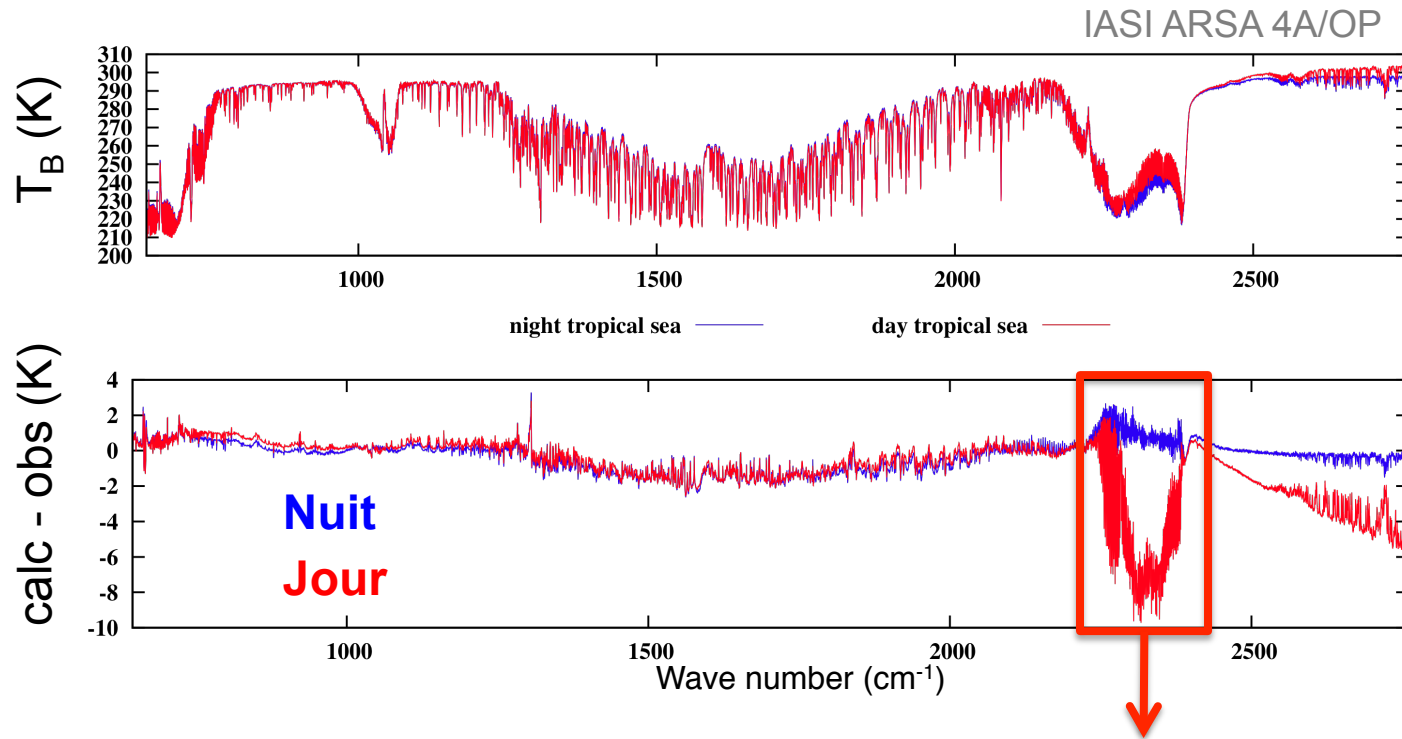 IASI ARSA 4A/OP
T_B (K)
310
300
290
280
270
260
250
240
230
220
210
200
1000 1500 2000 2500
night tropical sea day tropical sea
calc - obs (K)
4
2
0
-2
-4
-6
-8
-10
Nuit
Jour
1000 1500 2000 2500
Wave number (cm⁻¹)